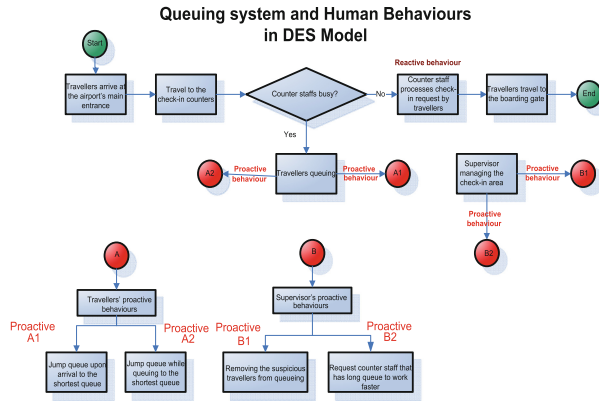 Queuing system and Human Behaviours
in DES Model
Start
Reactive behaviour
Travellers arrive at
the airport's main
entrance
Travel to the
check-in counters
Counter staffs busy?
No
Counter staff
processes check-
in request by
travellers
Travellers travel to
the boarding gate
End
Yes
A2
Proactive
behaviour
Travellers queuing
Proactive
behaviour
A1
Supervisor
managing the
check-in area
Proactive
behaviour
B1
Proactive
behaviour
B2
A
B
Travellers' proactive
behaviours
Supervisor's proactive
behaviours
Proactive
A1
Proactive
A2
Proactive
B1
Proactive
B2
Jump queue upon
arrival to the
shortest queue
Jump queue while
queuing to the
shortest queue
Removing the suspicious
travellers from queueing
Request counter staff that
has long queue to work
faster